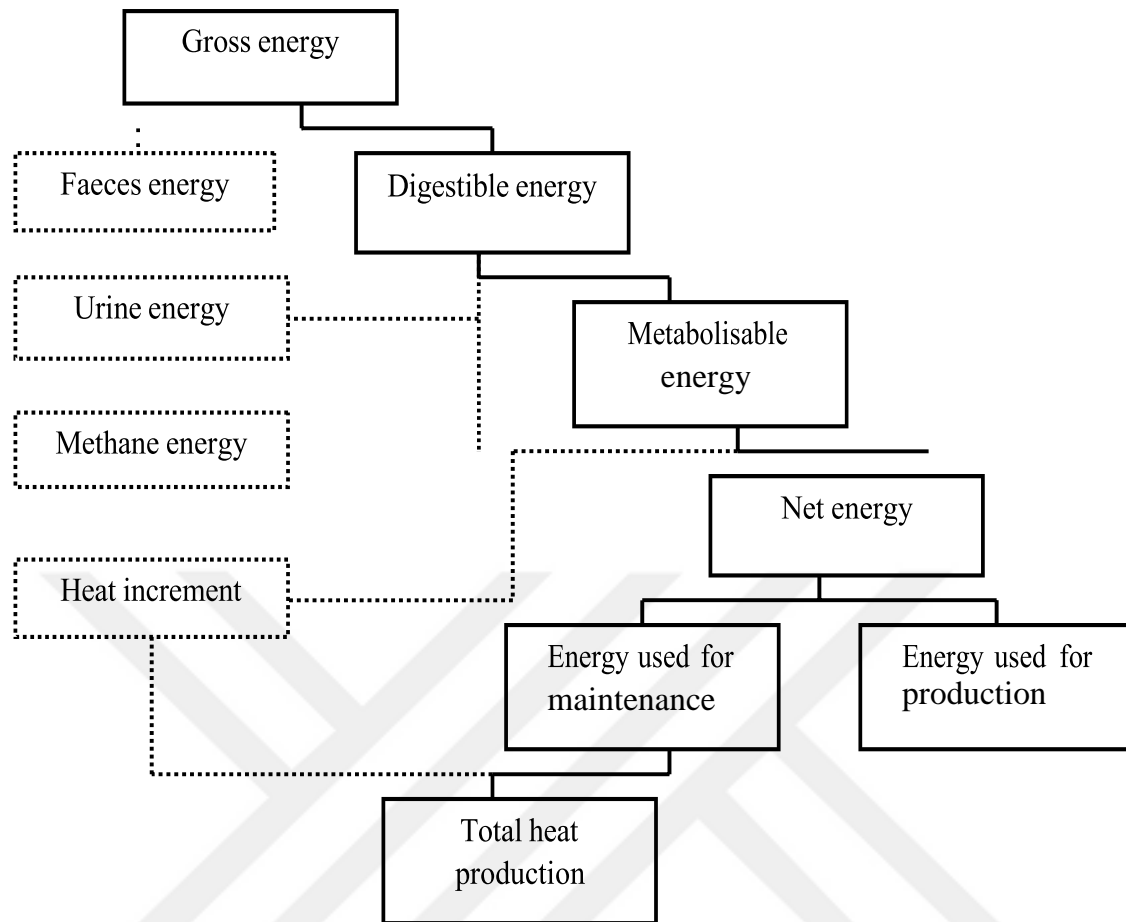 Gross energy
Faeces energy
Digestible energy
Urine energy
Metabolisable
energy
Methane energy
Net energy
Heat increment
Energy used for
maintenance
Energy used for
production
Total heat
production